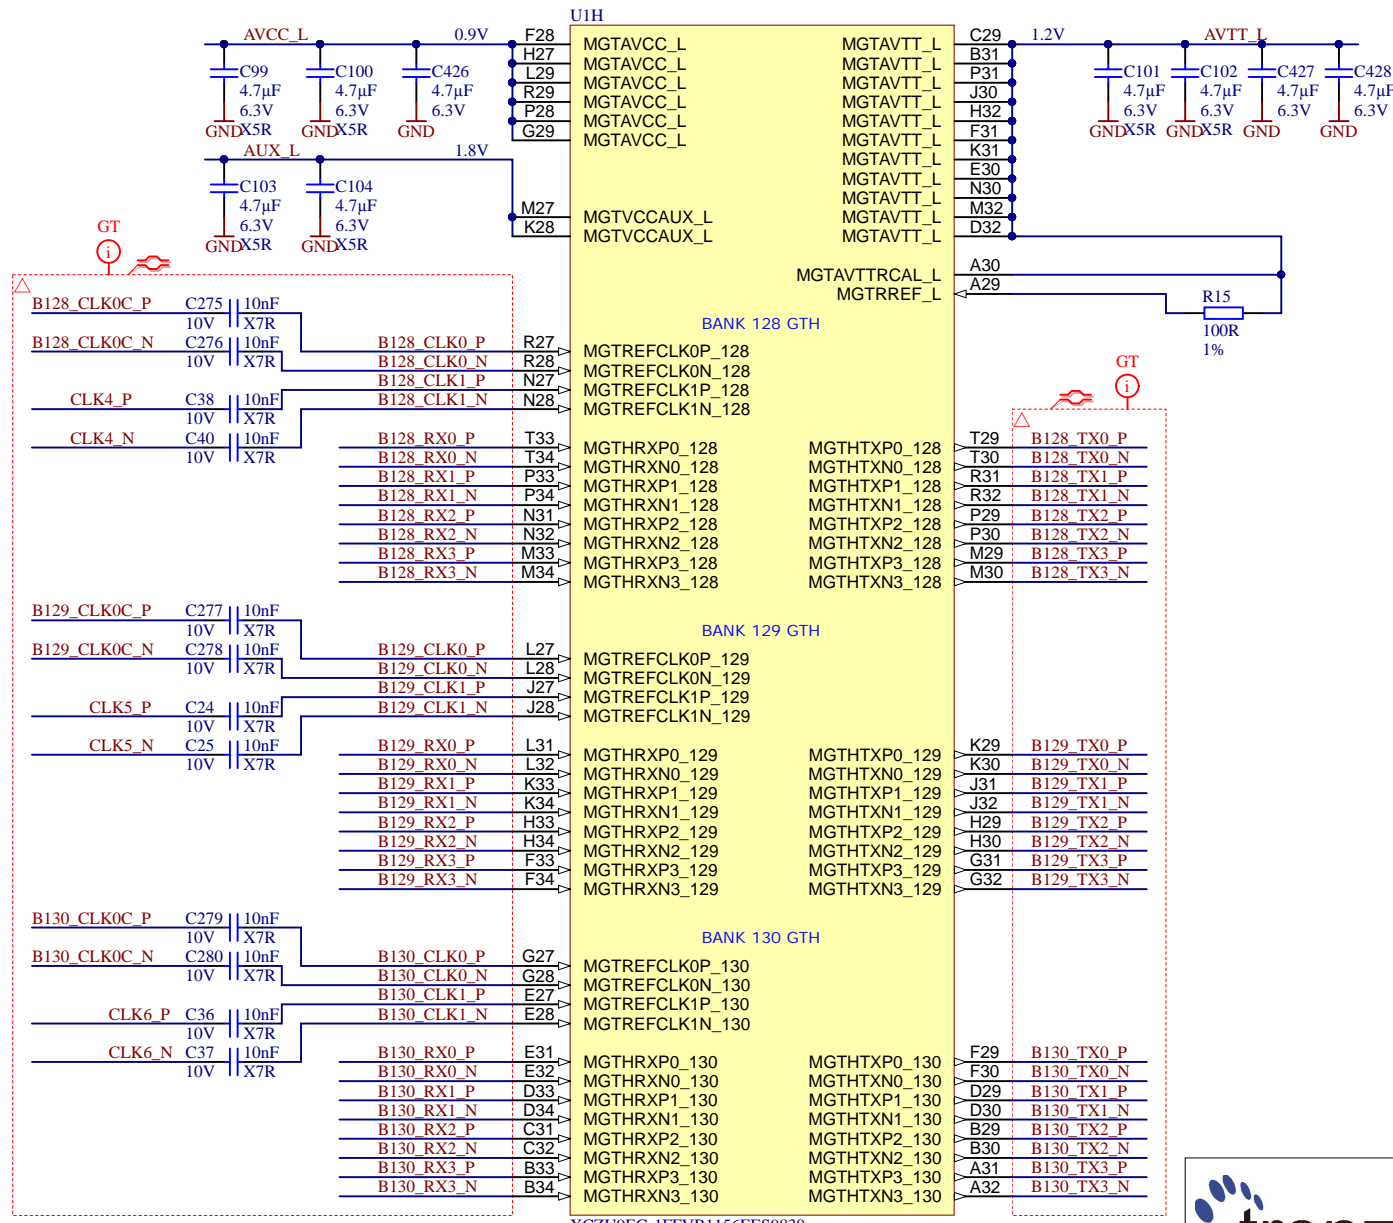 U1H
AVCC_L 0.9V F28 MGTAVCC_L MGTAVTT_L C29 1.2V AVTT_L
H27 MGTAVCC_L MGTAVTT_L B31
C99 C100 C426 L29 MGTAVCC_L MGTAVTT_L P31 C101 C102 C427 C428
4.7µF 4.7µF 4.7µF R29 MGTAVCC_L MGTAVTT_L J30 4.7µF 4.7µF 4.7µF 4.7µF
6.3V 6.3V 6.3V P28 MGTAVCC_L MGTAVTT_L H32 6.3V 6.3V 6.3V 6.3V
GND X5R GND X5R GND G29 MGTAVCC_L MGTAVTT_L F31 GND X5R GND X5R GND GND
AUX_L 1.8V MGTAVTT_L K31
MGTAVTT_L E30
C103 C104 MGTAVTT_L N30
4.7µF 4.7µF M27 MGTVCCAUX_L MGTAVTT_L M32
6.3V 6.3V K28 MGTVCCAUX_L MGTAVTT_L D32
GND X5R GND X5R
GT
i
MGTAVTTRCAL_L A30
MGTRREF_L A29
R15
100R
1%
BANK 128 GTH
B128_CLK0C_P C275 10nF
10V X7R
B128_CLK0C_N C276 10nF B128_CLK0_P R27 MGTREFCLK0P_128
10V X7R B128_CLK0_N R28 MGTREFCLK0N_128
B128_CLK1_P N27 MGTREFCLK1P_128
CLK4_P C38 10nF B128_CLK1_N N28 MGTREFCLK1N_128
10V X7R
CLK4_N C40 10nF
10V X7R
GT
i
B128_RX0_P T33 MGTHRXP0_128 MGTHTXP0_128 T29 B128_TX0_P
B128_RX0_N T34 MGTHRXN0_128 MGTHTXN0_128 T30 B128_TX0_N
B128_RX1_P P33 MGTHRXP1_128 MGTHTXP1_128 R31 B128_TX1_P
B128_RX1_N P34 MGTHRXN1_128 MGTHTXN1_128 R32 B128_TX1_N
B128_RX2_P N31 MGTHRXP2_128 MGTHTXP2_128 P29 B128_TX2_P
B128_RX2_N N32 MGTHRXN2_128 MGTHTXN2_128 P30 B128_TX2_N
B128_RX3_P M33 MGTHRXP3_128 MGTHTXP3_128 M29 B128_TX3_P
B128_RX3_N M34 MGTHRXN3_128 MGTHTXN3_128 M30 B128_TX3_N
BANK 129 GTH
B129_CLK0C_P C277 10nF
10V X7R
B129_CLK0C_N C278 10nF B129_CLK0_P L27 MGTREFCLK0P_129
10V X7R B129_CLK0_N L28 MGTREFCLK0N_129
B129_CLK1_P J27 MGTREFCLK1P_129
CLK5_P C24 10nF B129_CLK1_N J28 MGTREFCLK1N_129
10V X7R
CLK5_N C25 10nF
10V X7R
B129_RX0_P L31 MGTHRXP0_129 MGTHTXP0_129 K29 B129_TX0_P
B129_RX0_N L32 MGTHRXN0_129 MGTHTXN0_129 K30 B129_TX0_N
B129_RX1_P K33 MGTHRXP1_129 MGTHTXP1_129 J31 B129_TX1_P
B129_RX1_N K34 MGTHRXN1_129 MGTHTXN1_129 J32 B129_TX1_N
B129_RX2_P H33 MGTHRXP2_129 MGTHTXP2_129 H29 B129_TX2_P
B129_RX2_N H34 MGTHRXN2_129 MGTHTXN2_129 H30 B129_TX2_N
B129_RX3_P F33 MGTHRXP3_129 MGTHTXP3_129 G31 B129_TX3_P
B129_RX3_N F34 MGTHRXN3_129 MGTHTXN3_129 G32 B129_TX3_N
BANK 130 GTH
B130_CLK0C_P C279 10nF
10V X7R
B130_CLK0C_N C280 10nF B130_CLK0_P G27 MGTREFCLK0P_130
10V X7R B130_CLK0_N G28 MGTREFCLK0N_130
B130_CLK1_P E27 MGTREFCLK1P_130
CLK6_P C36 10nF B130_CLK1_N E28 MGTREFCLK1N_130
10V X7R
CLK6_N C37 10nF
10V X7R
B130_RX0_P E31 MGTHRXP0_130 MGTHTXP0_130 F29 B130_TX0_P
B130_RX0_N E32 MGTHRXN0_130 MGTHTXN0_130 F30 B130_TX0_N
B130_RX1_P D33 MGTHRXP1_130 MGTHTXP1_130 D29 B130_TX1_P
B130_RX1_N D34 MGTHRXN1_130 MGTHTXN1_130 D30 B130_TX1_N
B130_RX2_P C31 MGTHRXP2_130 MGTHTXP2_130 B29 B130_TX2_P
B130_RX2_N C32 MGTHRXN2_130 MGTHTXN2_130 B30 B130_TX2_N
B130_RX3_P B33 MGTHRXP3_130 MGTHTXP3_130 A31 B130_TX3_P
B130_RX3_N B34 MGTHRXN3_130 MGTHTXN3_130 A32 B130_TX3_N